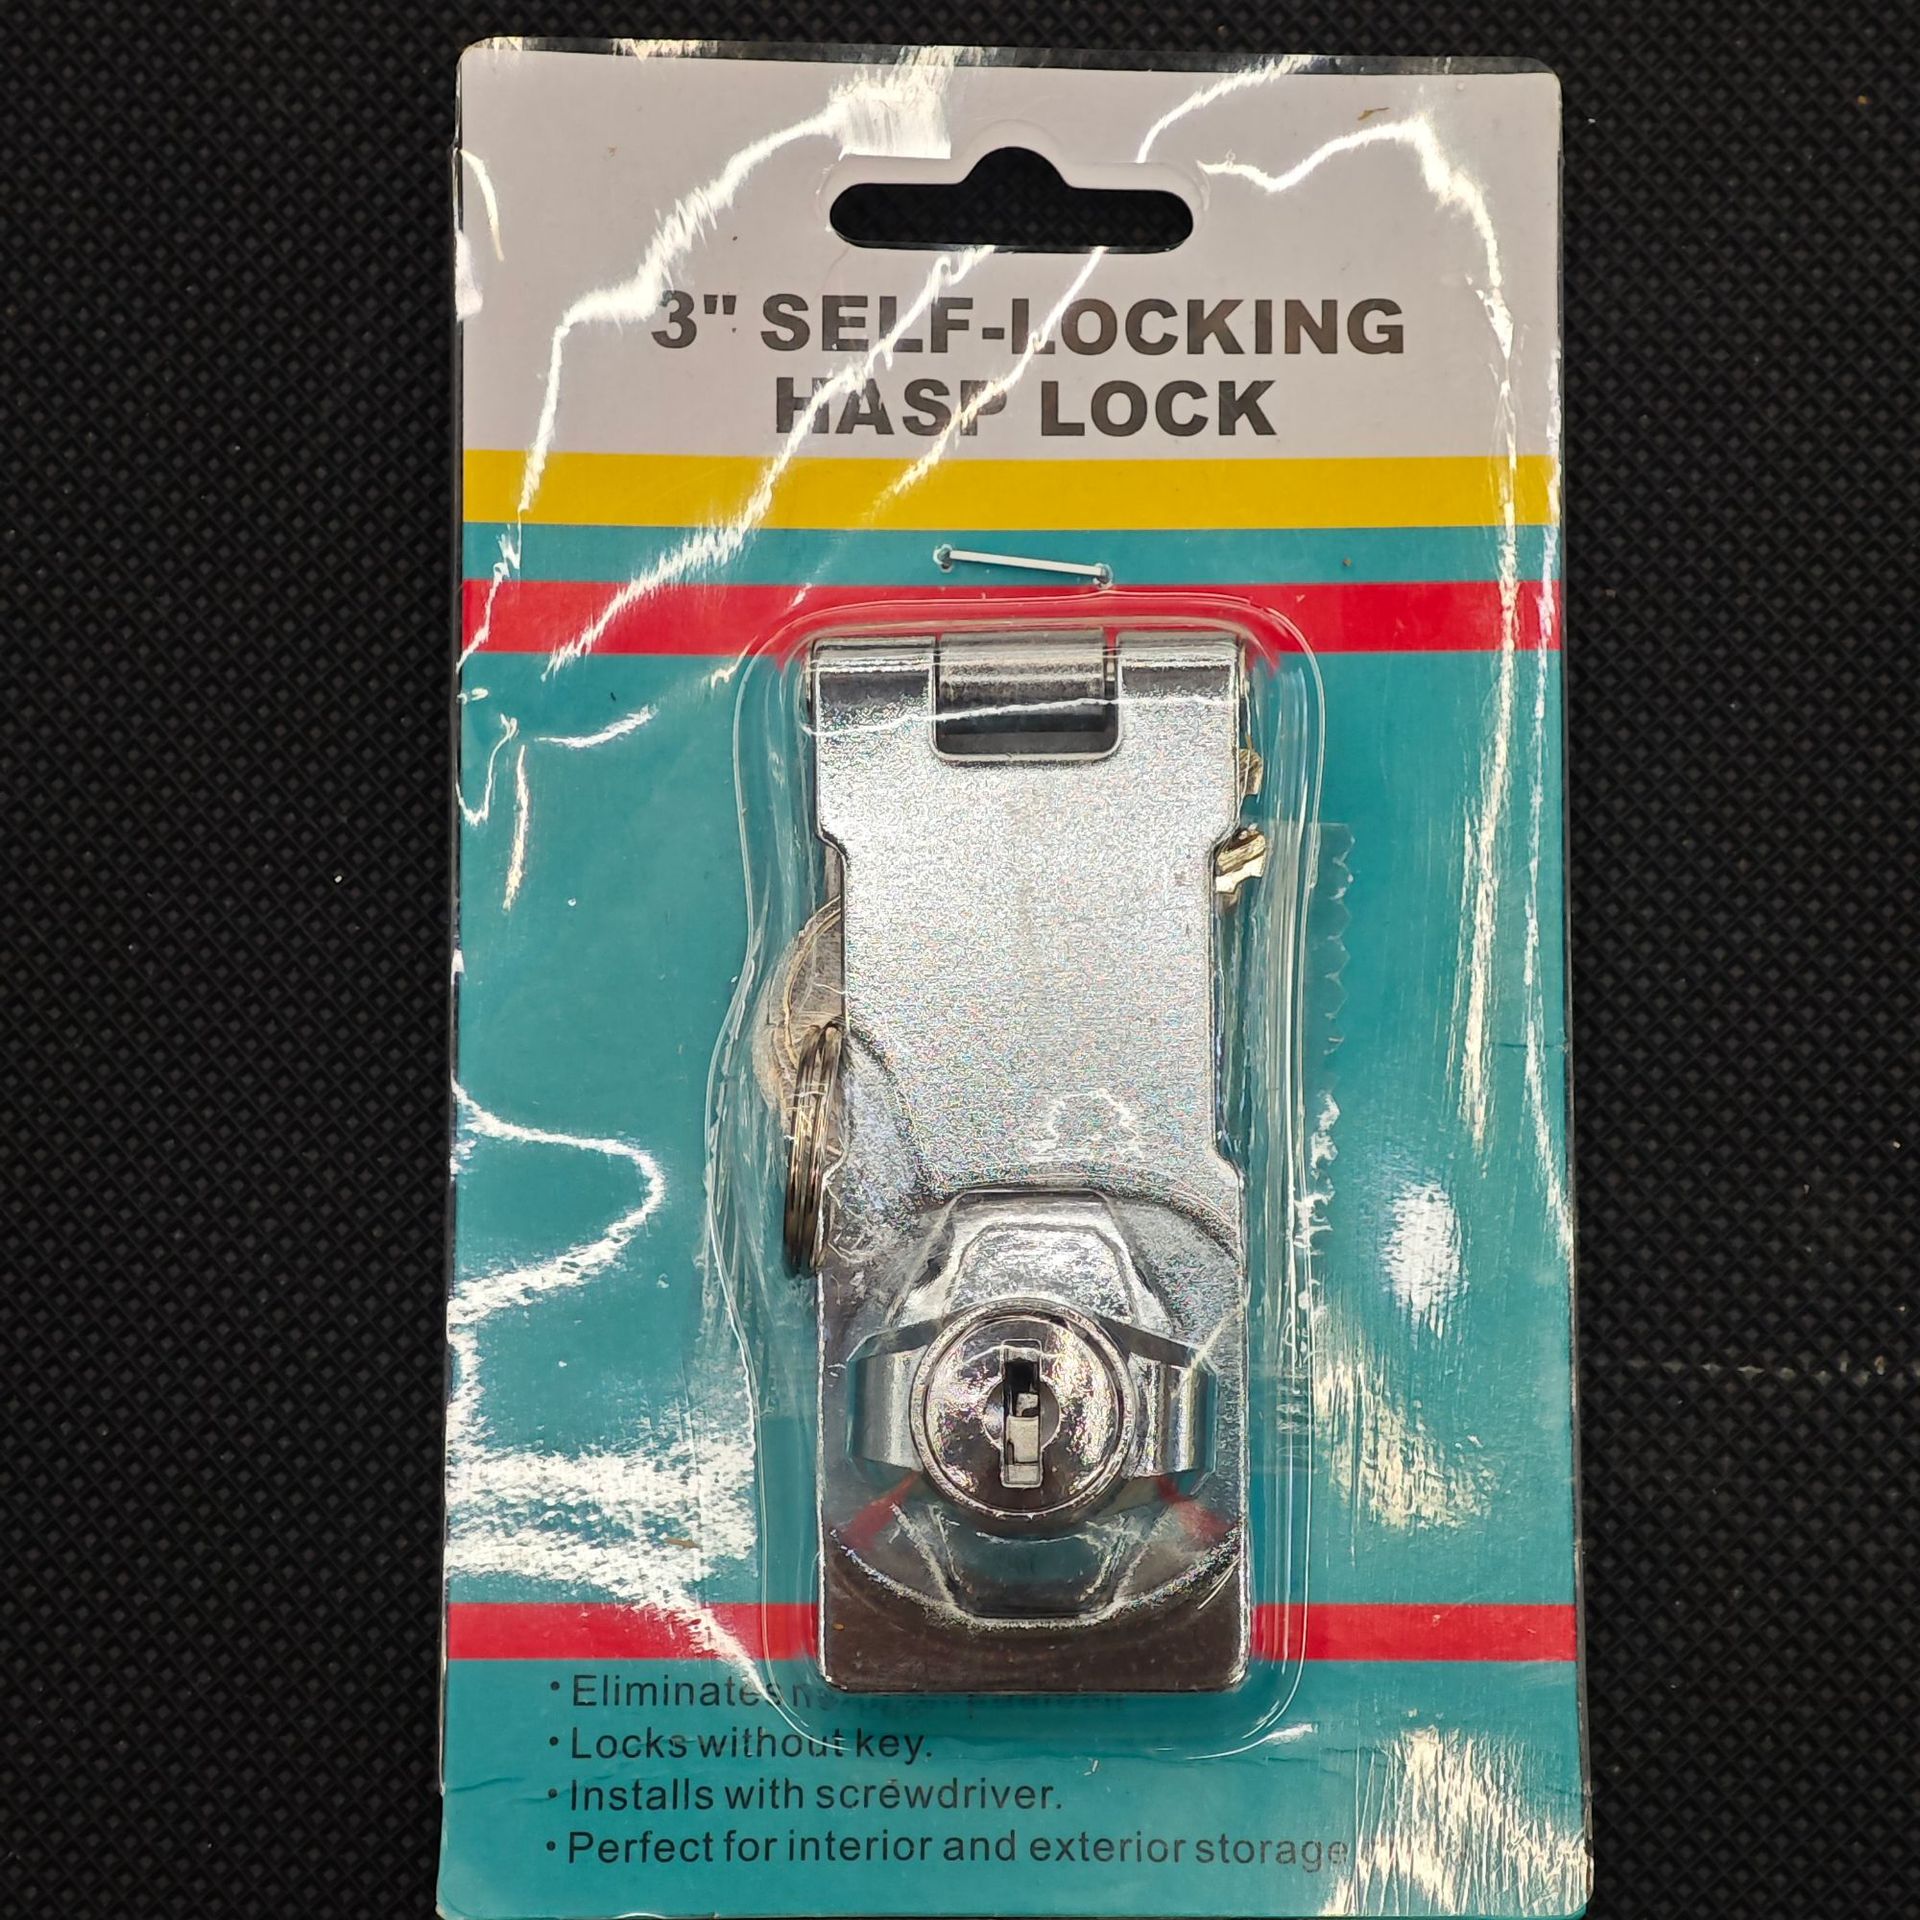 3" SELF-LOCKING
HASP LOCK
• Eliminates
• Locks without key.
• Installs with screwdriver.
• Perfect for interior and exterior storage